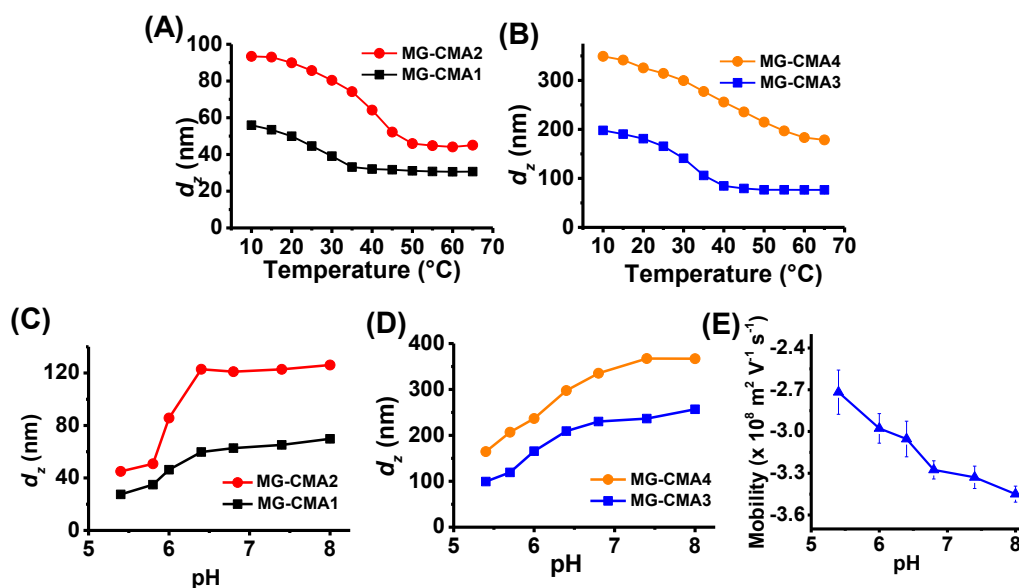 (A)
100
80
60
40
20
0
d_z (nm)
MG-CMA2
MG-CMA1
10 20 30 40 50 60 70
Temperature (°C)
(B)
300
200
100
0
d_z (nm)
MG-CMA4
MG-CMA3
10 20 30 40 50 60 70
Temperature (°C)
(C)
120
80
40
0
d_z (nm)
MG-CMA2
MG-CMA1
5 6 7 8
pH
(D)
400
300
200
100
0
d_z (nm)
MG-CMA4
MG-CMA3
5 6 7 8
pH
(E)
-2.4
-2.7
-3.0
-3.3
-3.6
Mobility(x 10⁸ m² V⁻¹ s⁻¹)
5 6 7 8
pH